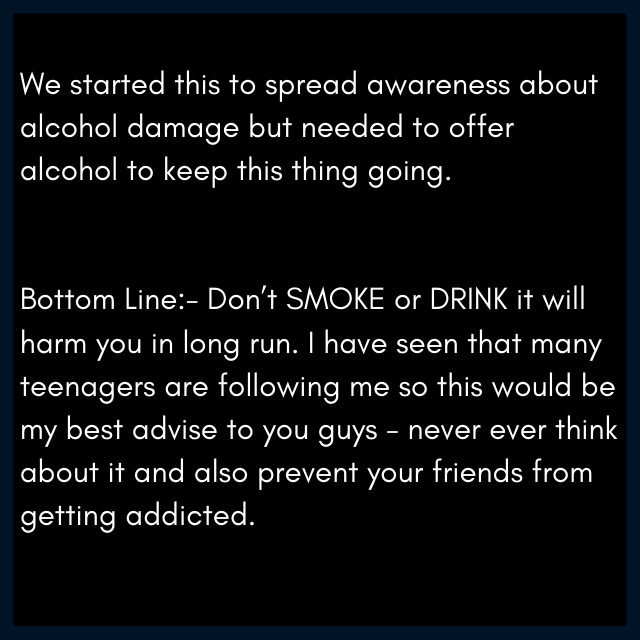 We started this to spread awareness about
alcohol damage but needed to offer
alcohol to keep this thing going.
Bottom Line:- Don't SMOKE or DRINK it will
harm you in long run. I have seen that many
teenagers are following me so this would be
my best advise to you guys - never ever think
about it and also prevent your friends from
getting addicted.